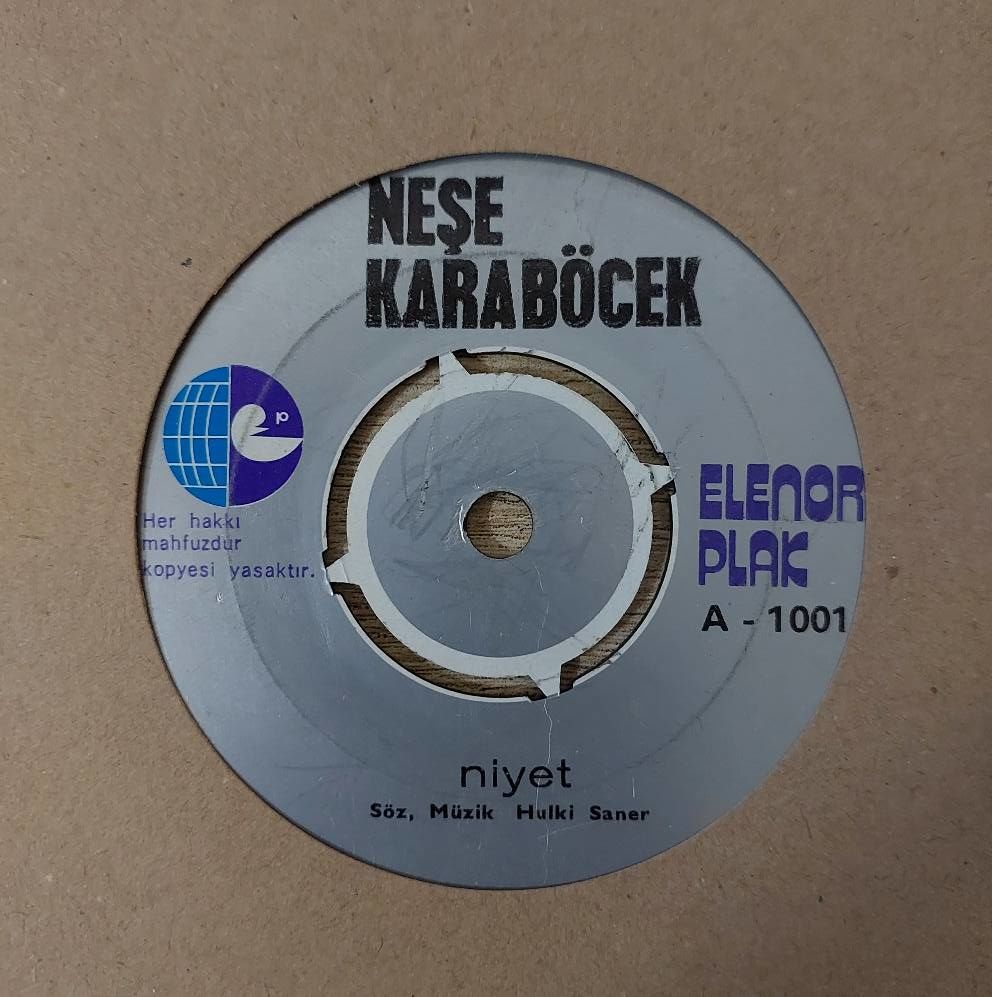 NEŞE
KARABÖCEK
p
Her hakkı
mahfuzdur
kopyesi yasaktır.
ELENOR
PLAK
A - 1001
niyet
Söz, Müzik Hulki Saner